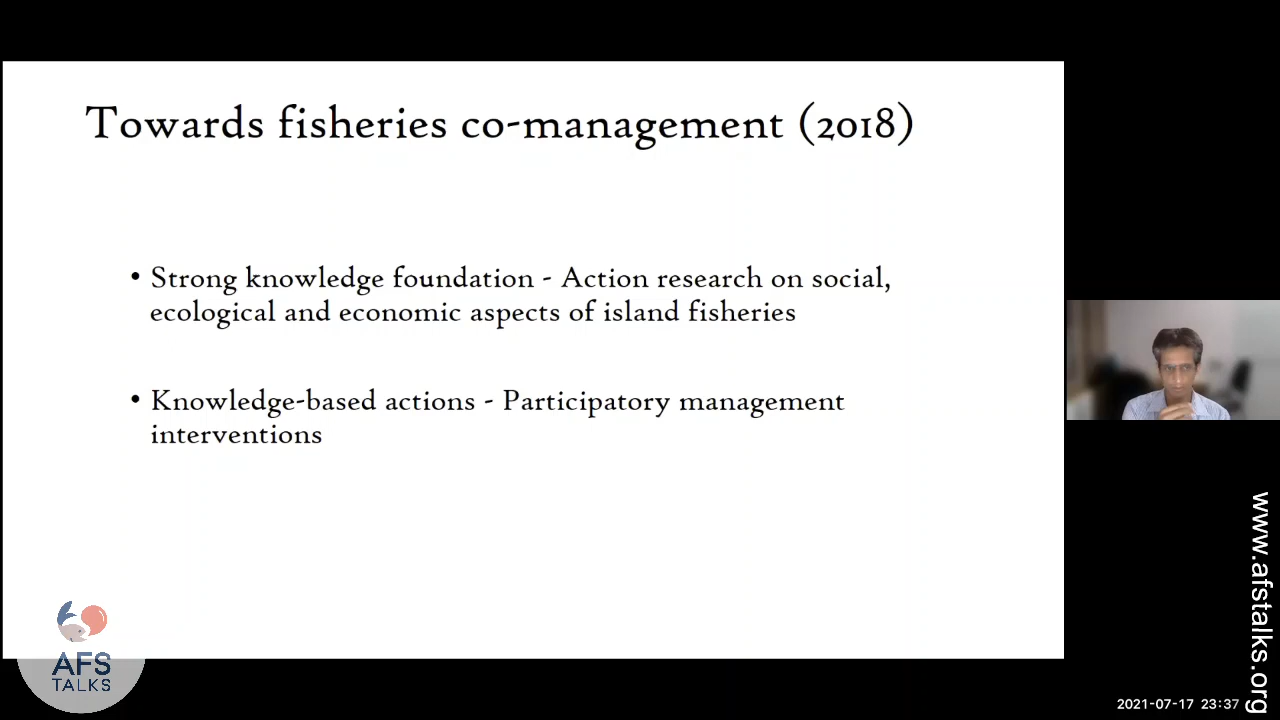 Towards fisheries co-management (2018)
• Strong knowledge foundation - Action research on social,
ecological and economic aspects of island fisheries
• Knowledge-based actions - Participatory management
interventions
AFS
TALKS
www.afstalks.org
2021-07-17 23:37